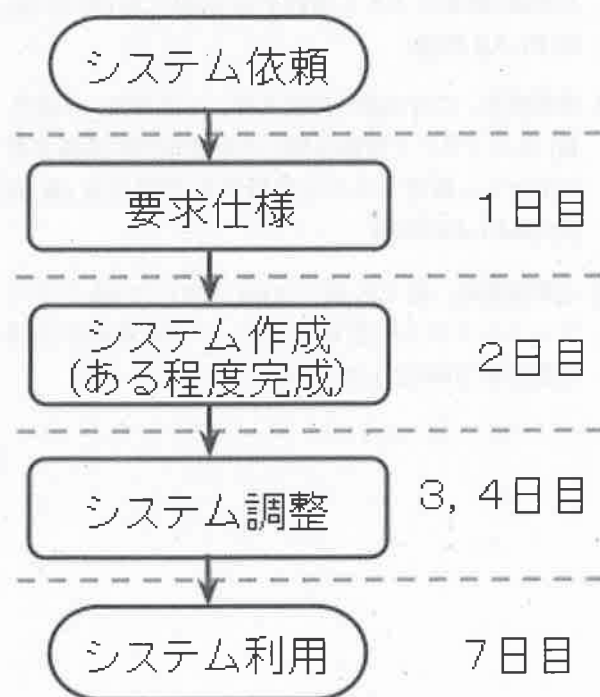 システム依頼
要求仕様
1日目
システム作成
(ある程度完成)
2日目
システム調整
3, 4日目
システム利用
7日目